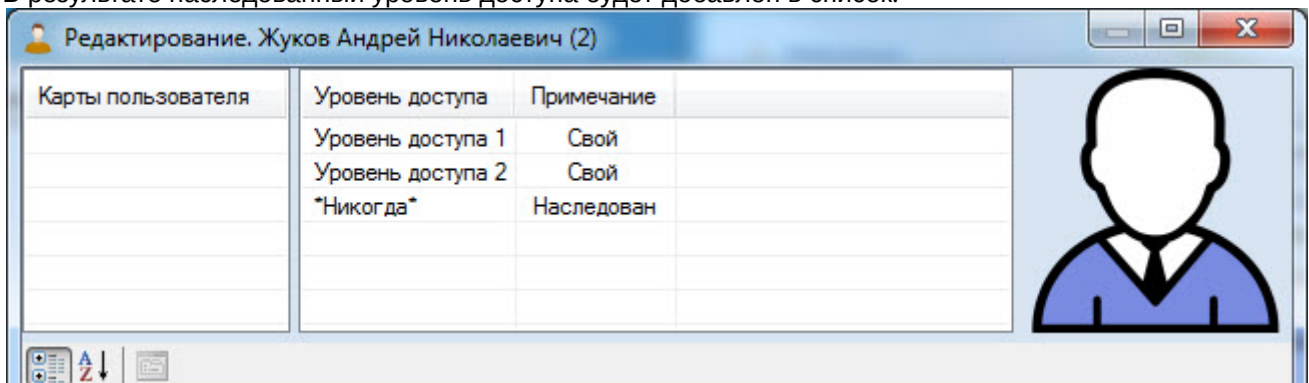 В результате наследованный уровень доступа будет добавлен в список.
Редактирование. Жуков Андрей Николаевич (2)
Карты пользователя Уровень доступа Примечание
Уровень доступа 1 Свой
Уровень доступа 2 Свой
*Никогда* Наследован